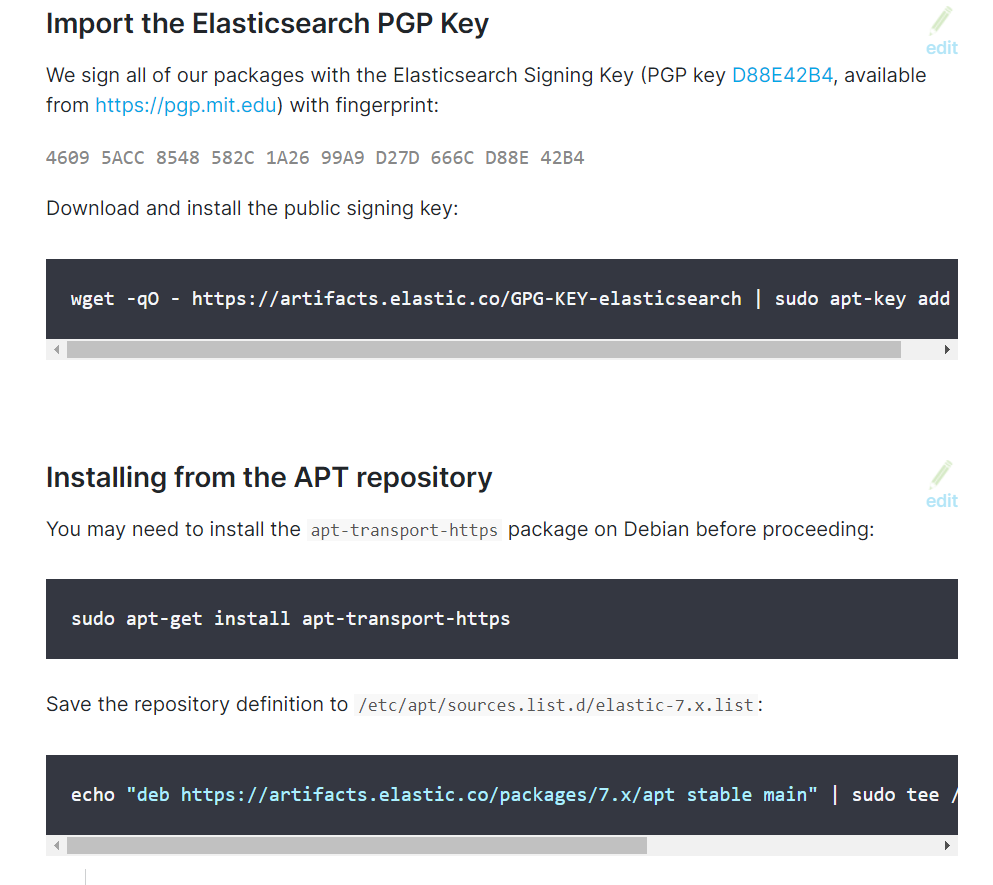 Import the Elasticsearch PGP Key
edit
We sign all of our packages with the Elasticsearch Signing Key (PGP key D88E42B4, available
from https://pgp.mit.edu) with fingerprint:
4609 5ACC 8548 582C 1A26 99A9 D27D 666C D88E 42B4
Download and install the public signing key:
wget -qO - https://artifacts.elastic.co/GPG-KEY-elasticsearch | sudo apt-key add
Installing from the APT repository
edit
You may need to install the apt-transport-https package on Debian before proceeding:
sudo apt-get install apt-transport-https
Save the repository definition to /etc/apt/sources.list.d/elastic-7.x.list:
echo "deb https://artifacts.elastic.co/packages/7.x/apt stable main" | sudo tee /